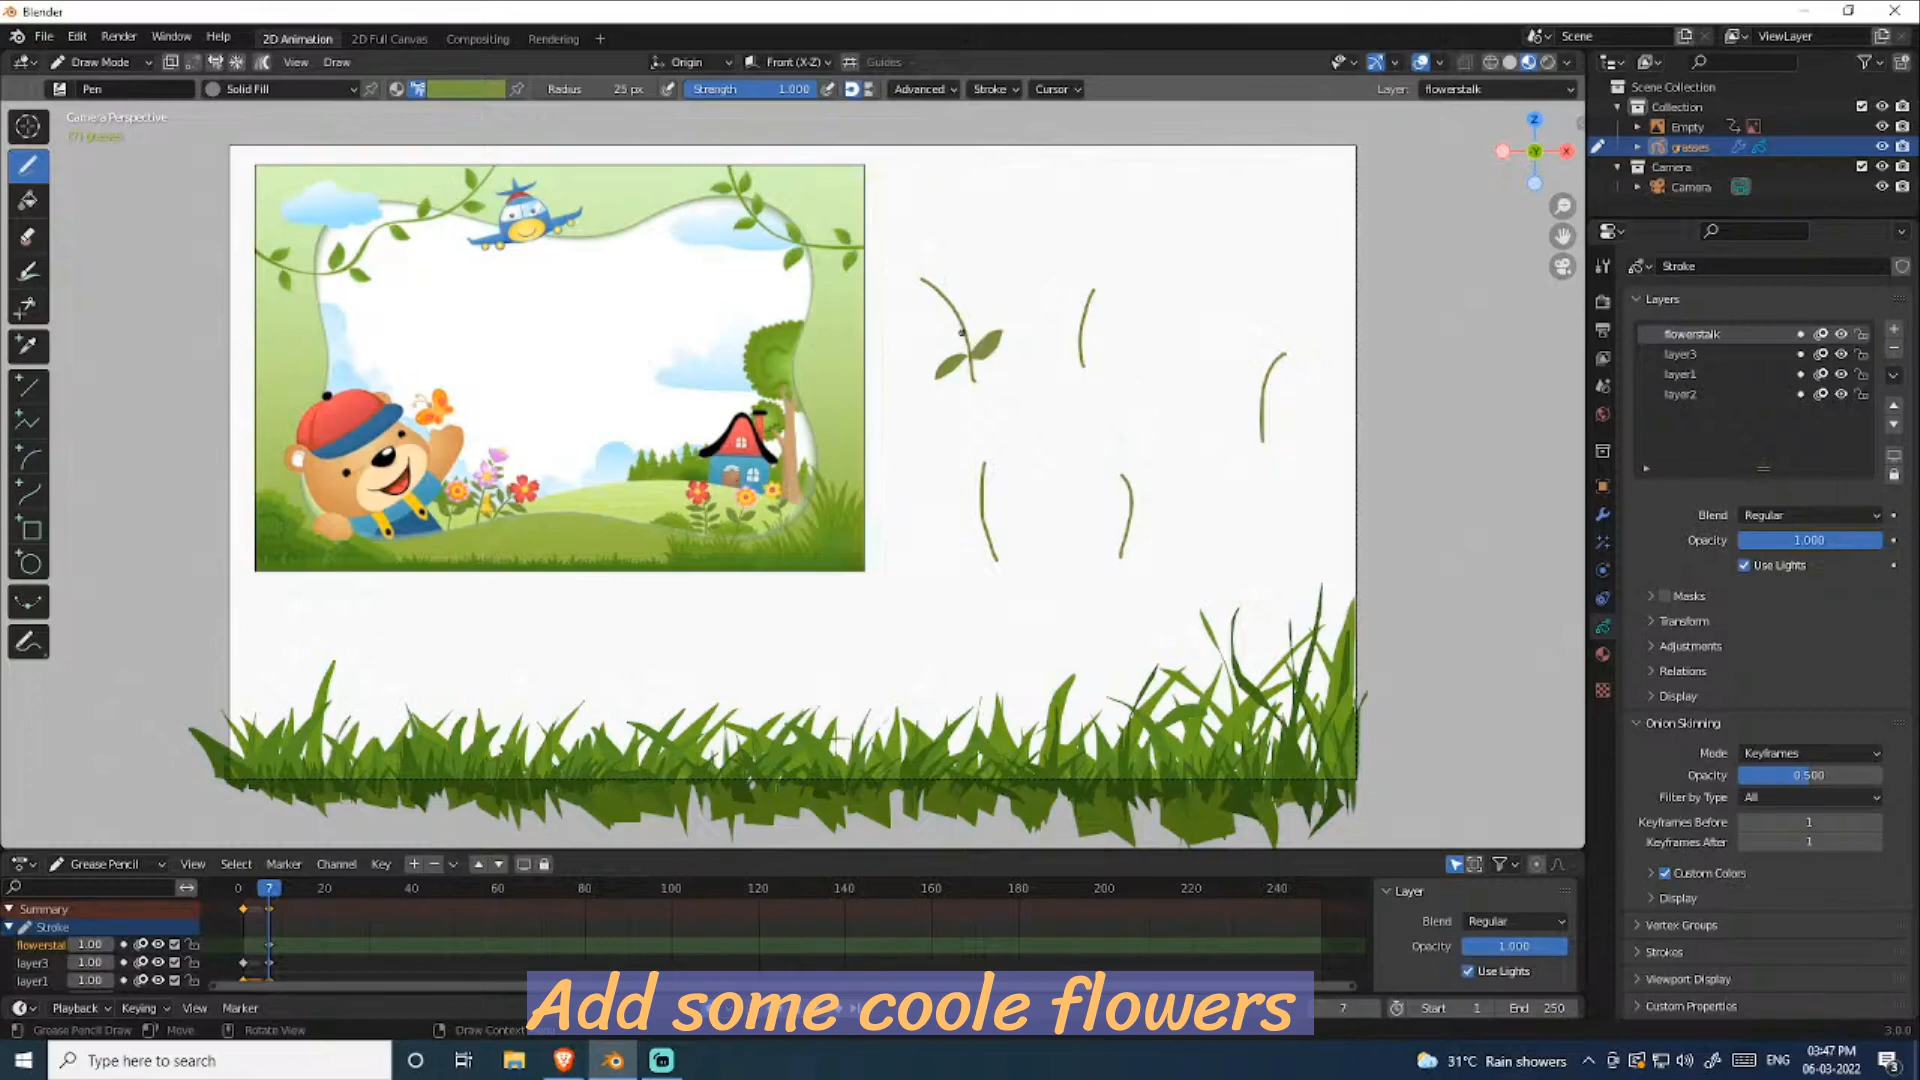 Blender
File Edit Render Window Help 2D Animation 2D Full Canvas Compositing Rendering + Scene ViewLayer
Draw Mode View Draw Origin Front (X-Z) Guides
Pen Solid Fill Radius 25 px Strength 1.000 Advanced Stroke Cursor Layer: flowerstalk
Camera Perspective
(7) grasses
Z
X
-Y
Scene Collection
Collection
Empty
grasses
Camera
Camera
Stroke
Layers
flowerstalk
layer3
layer1
layer2
Blend Regular
Opacity 1.000
Use Lights
Masks
Transform
Adjustments
Relations
Display
Onion Skinning
Mode Keyframes
Opacity 0.500
Filter by Type All
Keyframes Before 1
Keyframes After 1
Custom Colors
Display
Vertex Groups
Strokes
Viewport Display
Custom Properties
Grease Pencil View Select Marker Channel Key
0 7 20 40 60 80 100 120 140 160 180 200 220 240
Summary
Stroke
flowerstal 1.00
layer3 1.00
layer1 1.00
Layer
Blend Regular
Opacity 1.000
Use Lights
Playback Keying View Marker 7 Start 1 End 250
Grease Pencil Draw Move Rotate View Draw Context 3.0.0
Add some coole flowers
Type here to search 31°C Rain showers ENG 03:47 PM
06-03-2022
3